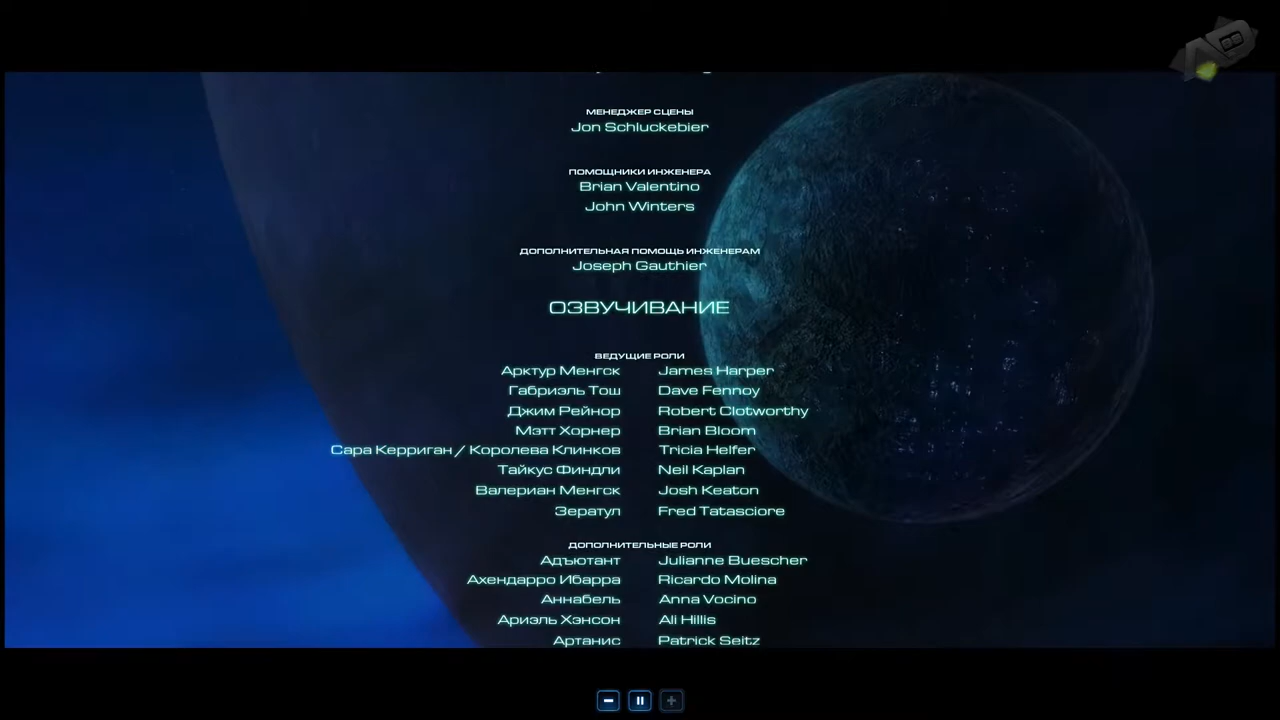 МЕНЕДЖЕР СЦЕНЫ
Jon Schluckebier
ПОМОЩНИКИ ИНЖЕНЕРА
Brian Valentino
John Winters
ДОПОЛНИТЕЛЬНАЯ ПОМОЩЬ ИНЖЕНЕРАМ
Joseph Gauthier
ОЗВУЧИВАНИЕ
ВЕДУЩИЕ РОЛИ
Арктур Менгск James Harper
Габриэль Тош Dave Fennoy
Джим Рейнор Robert Clotworthy
Мэтт Хорнер Brian Bloom
Сара Керриган / Королева Клинков Tricia Helfer
Тайкус Финдли Neil Kaplan
Валериан Менгск Josh Keaton
Зератул Fred Tatasciore
ДОПОЛНИТЕЛЬНЫЕ РОЛИ
Адъютант Julianne Buescher
Ахендарро Ибарра Ricardo Molina
Аннабель Anna Vocino
Ариэль Хэнсон Ali Hillis
Артанис Patrick Seitz